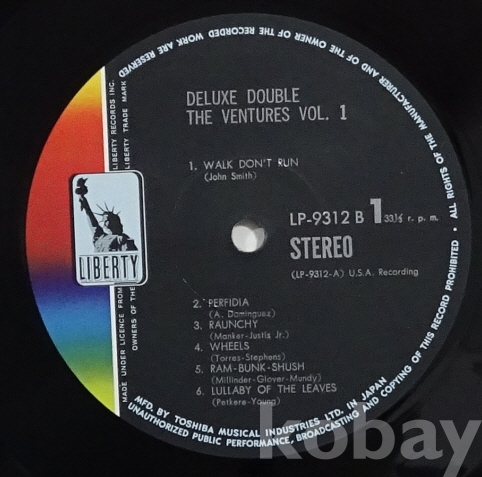 ALL RIGHTS OF THE MANUFACTURER AND OF THE OWNER OF THE RECORDED WORK ARE RESERVED
LIBERTY RECORDS INC.
LIBERTY TRADE MARK
DELUXE DOUBLE
THE VENTURES VOL. 1
1. WALK DON'T RUN
(John Smith)
LP-9312 B 1 33⅓ r. p. m.
STEREO
(LP-9312-A) U.S.A. Recording
LIBERTY
MADE UNDER LICENCE FROM
OWNERS OF THE
2. PERFIDIA
(A. Dominguez)
3. RAUNCHY
(Manker-Justis Jr.)
4. WHEELS
(Torres-Stephens)
5. RAM-BUNK-SHUSH
(Millinder-Glover-Mundy)
6. LULLABY OF THE LEAVES
(Petkere-Young)
MFD. BY TOSHIBA MUSICAL INDUSTRIES LTD. IN JAPAN
UNAUTHORIZED PUBLIC PERFORMANCE, BROADCASTING AND COPYING OF THIS RECORD PROHIBITED •
kobay